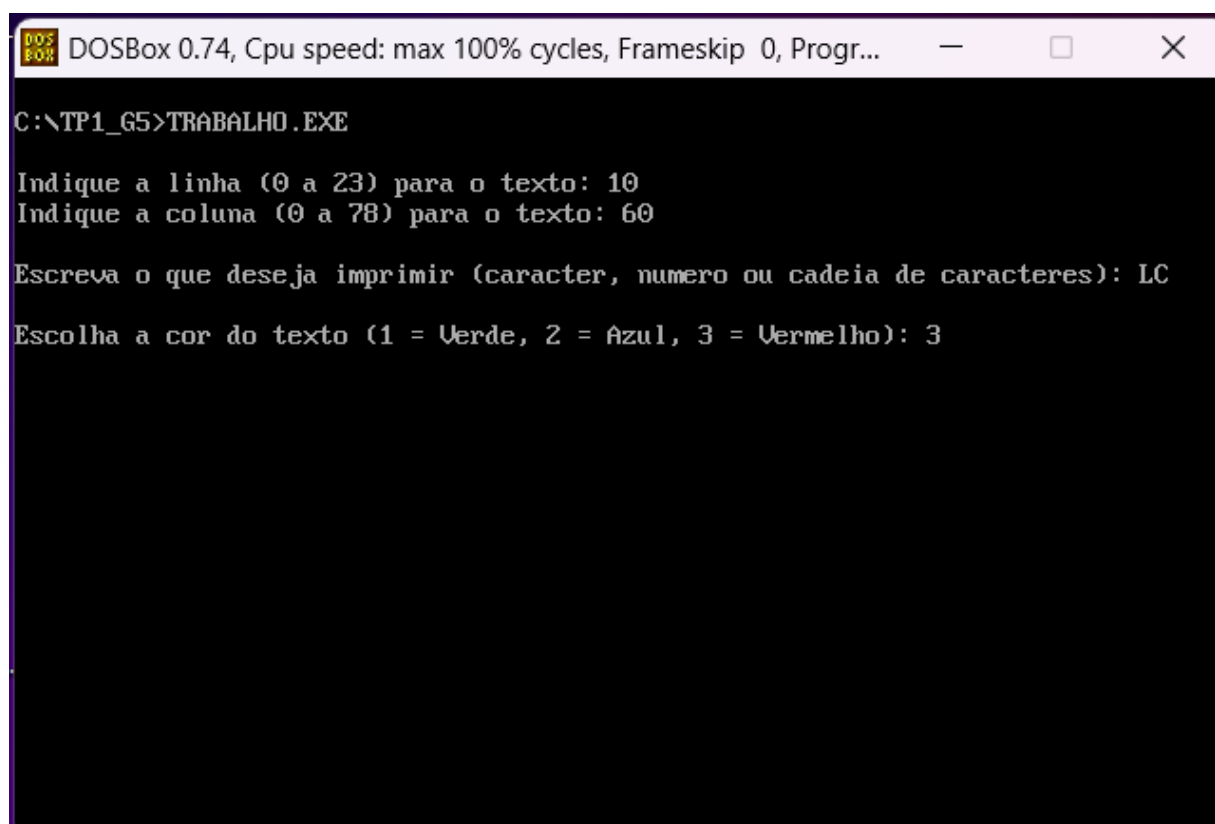 DOSBox 0.74, Cpu speed: max 100% cycles, Frameskip 0, Progr...
C:\TP1_G5>TRABALHO.EXE
Indique a linha (0 a 23) para o texto: 10
Indique a coluna (0 a 78) para o texto: 60
Escreva o que deseja imprimir (caracter, numero ou cadeia de caracteres): LC
Escolha a cor do texto (1 = Verde, 2 = Azul, 3 = Vermelho): 3